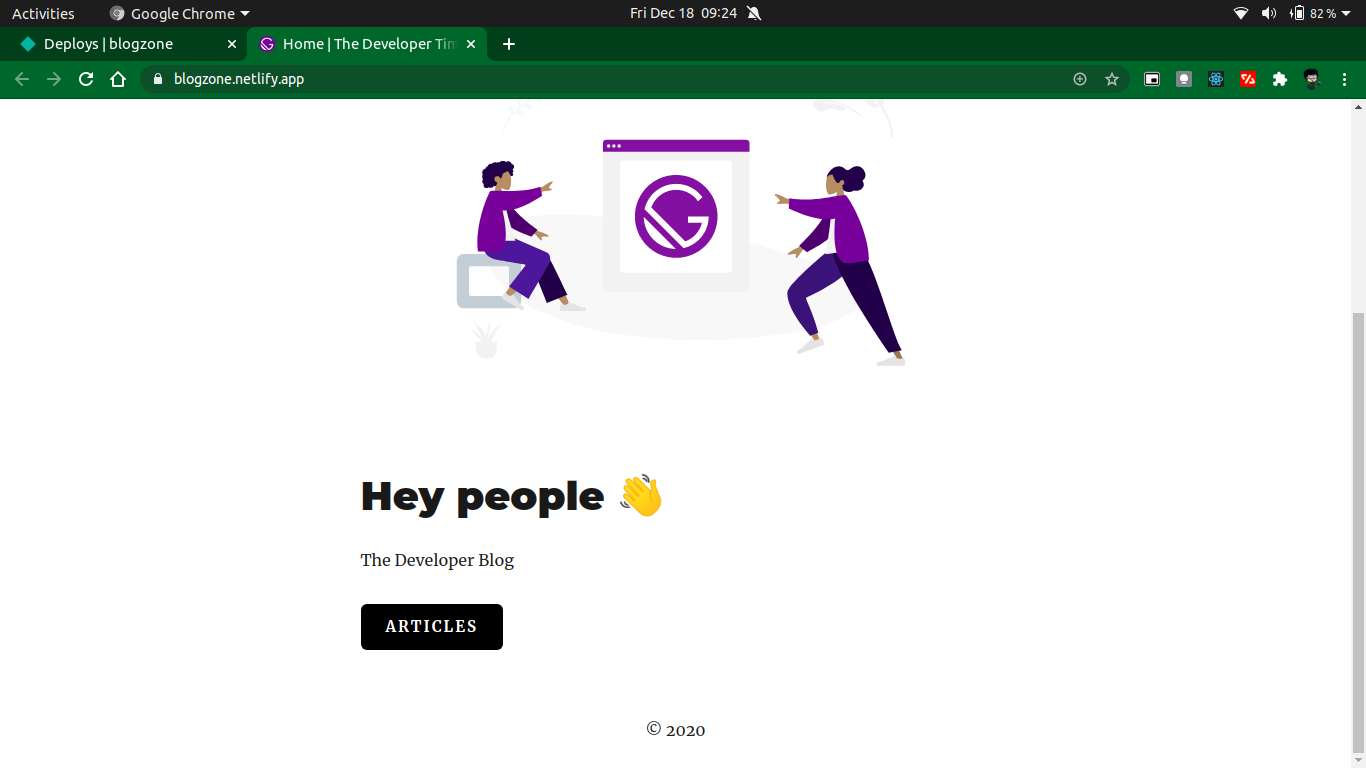 Activities Google Chrome Fri Dec 18 09:24 82 %
Deploys | blogzone Home | The Developer Tim
blogzone.netlify.app
Hey people 👋
The Developer Blog
ARTICLES
© 2020